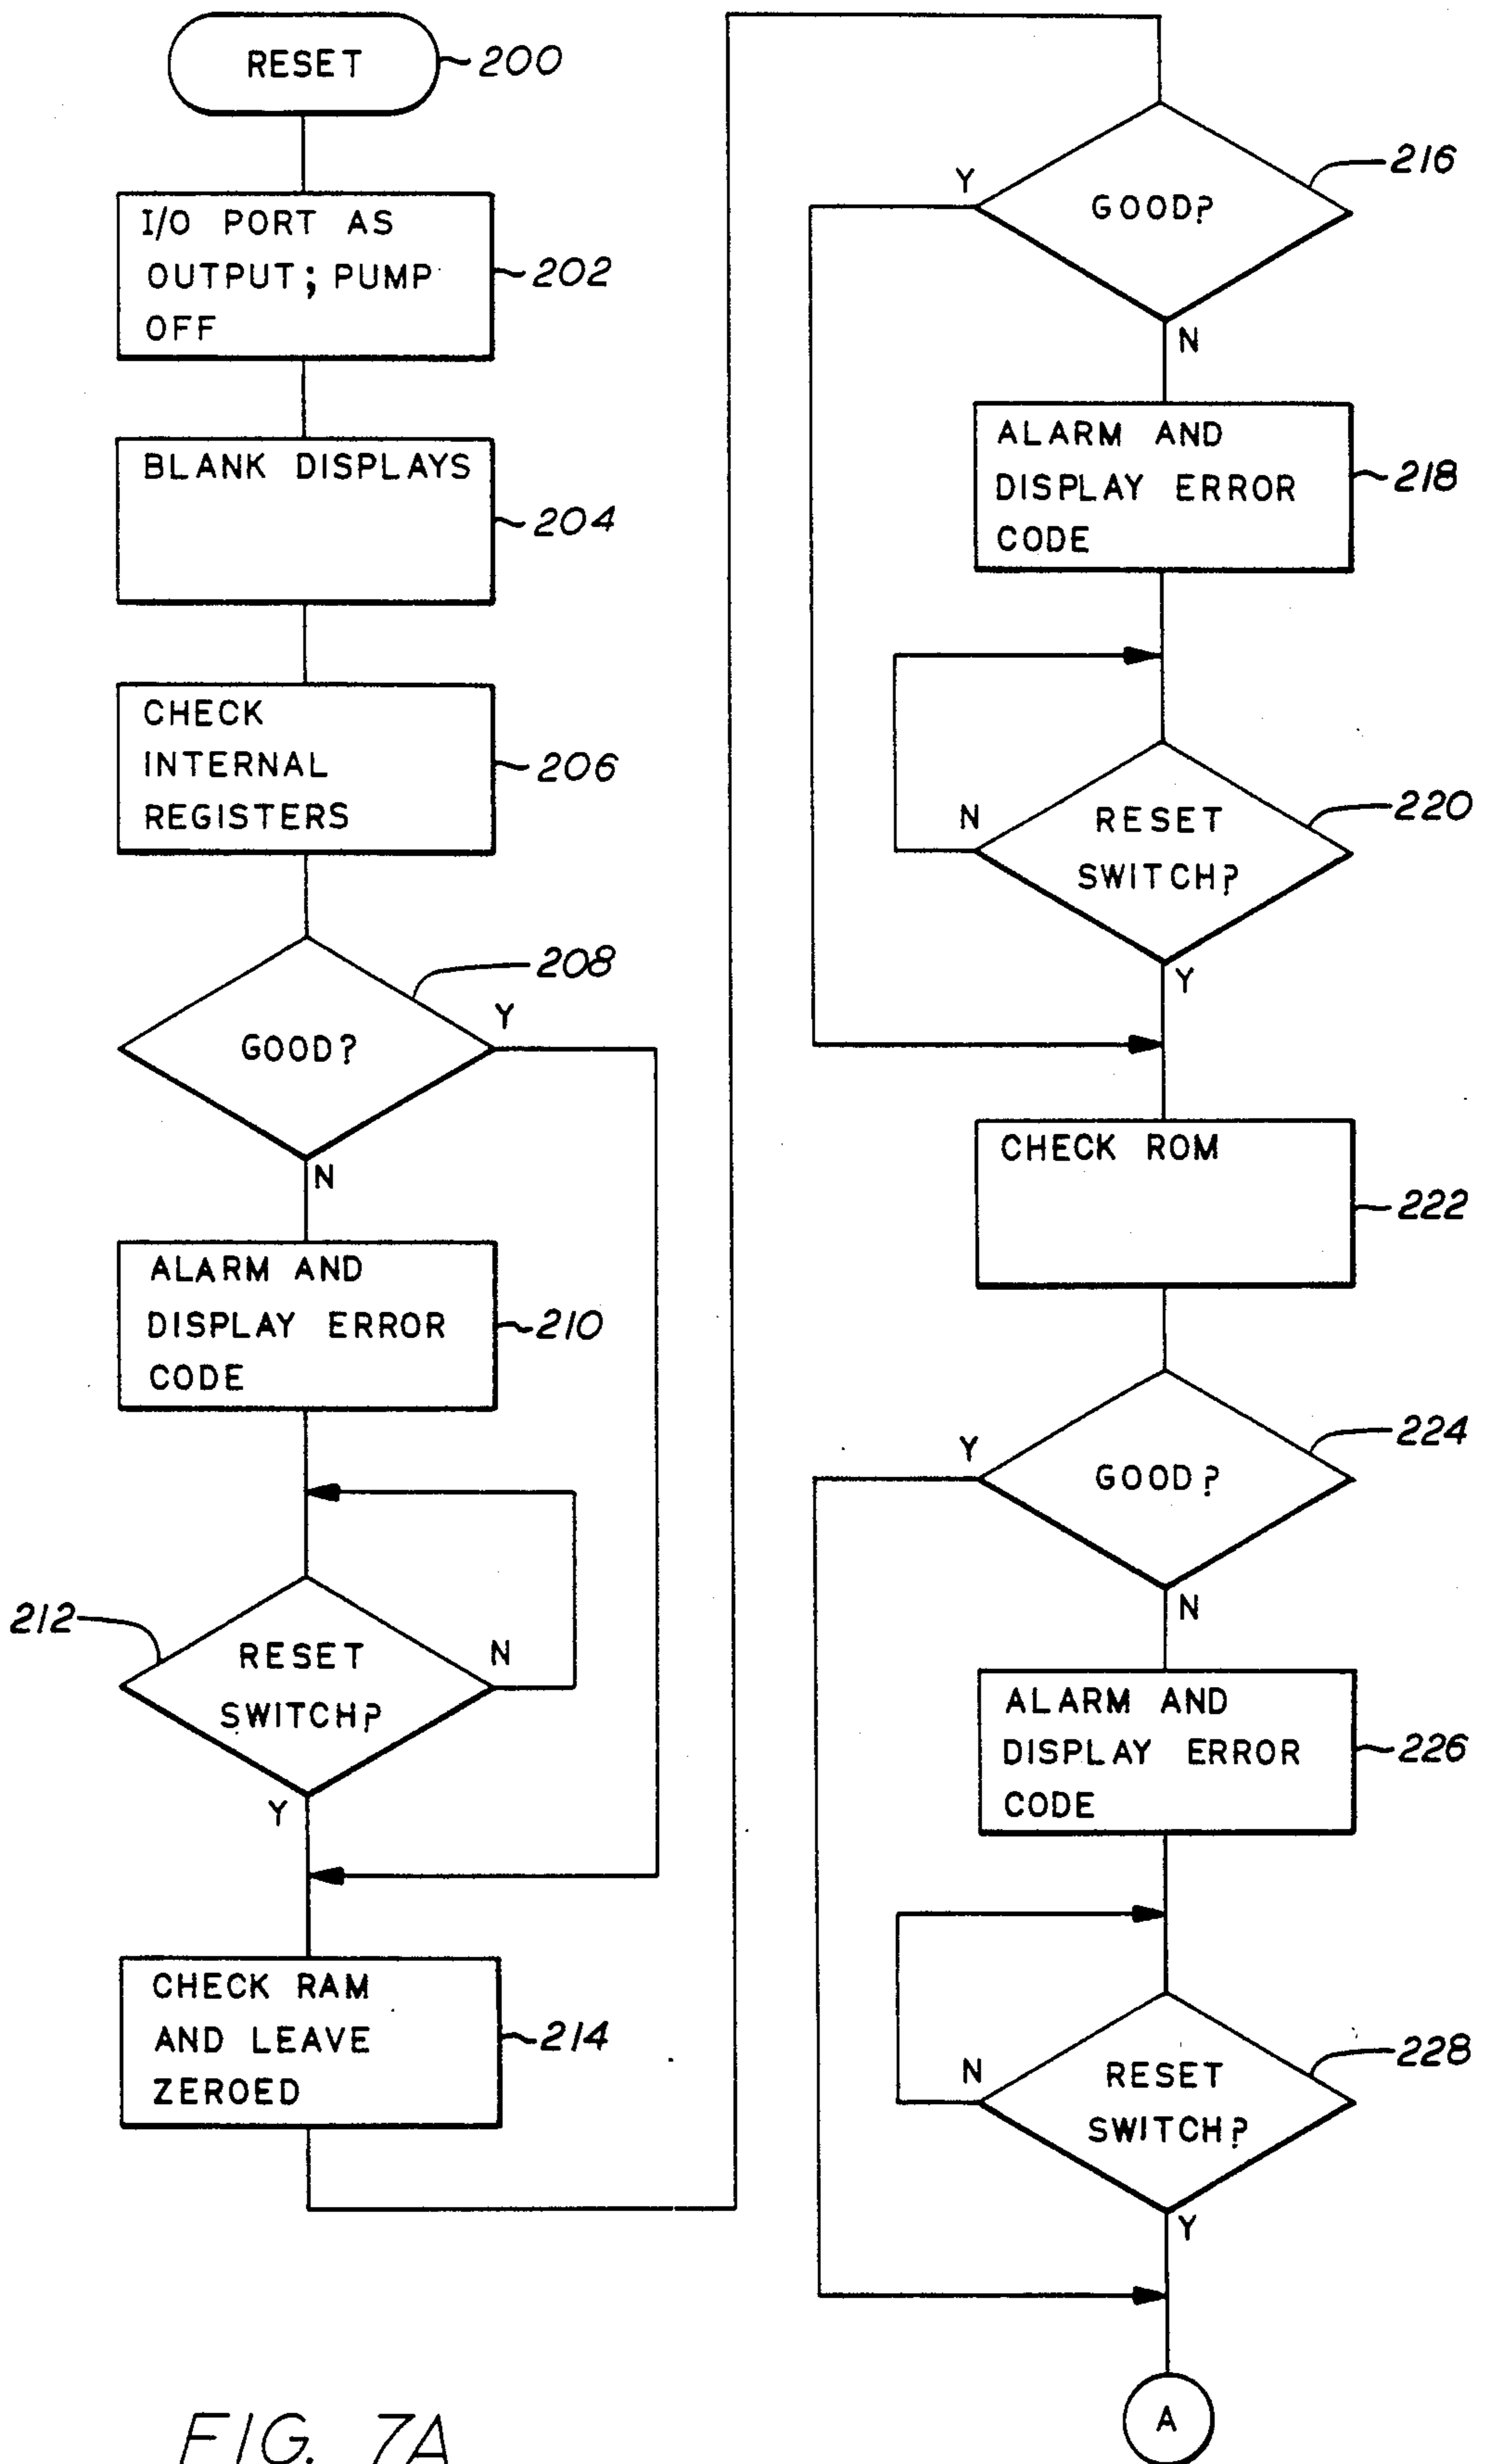 RESET
200
I/O PORT AS
OUTPUT; PUMP
OFF
202
BLANK DISPLAYS
204
CHECK
INTERNAL
REGISTERS
206
208
GOOD?
Y
N
ALARM AND
DISPLAY ERROR
CODE
210
212
RESET
SWITCH?
N
Y
CHECK RAM
AND LEAVE
ZEROED
214
216
GOOD?
Y
N
ALARM AND
DISPLAY ERROR
CODE
218
220
RESET
SWITCH?
N
Y
CHECK ROM
222
224
GOOD?
Y
N
ALARM AND
DISPLAY ERROR
CODE
226
228
RESET
SWITCH?
N
Y
A
FIG. 7A